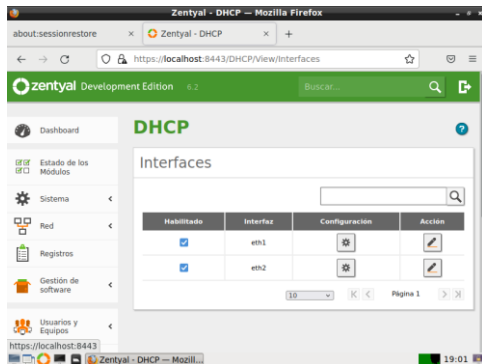 Zentyal - DHCP — Mozilla Firefox
about:sessionrestore
Zentyal - DHCP
https://localhost:8443/DHCP/View/Interfaces
zentyal Development Edition 6.2
Buscar...
Dashboard
Estado de los
Módulos
Sistema
Red
Registros
Gestión de
software
Usuarios y
Equipos
DHCP
?
Interfaces
Habilitado Interfaz Configuración Acción
eth1
eth2
10 Página 1
https://localhost:8443
Zentyal - DHCP — Mozill...
19:01